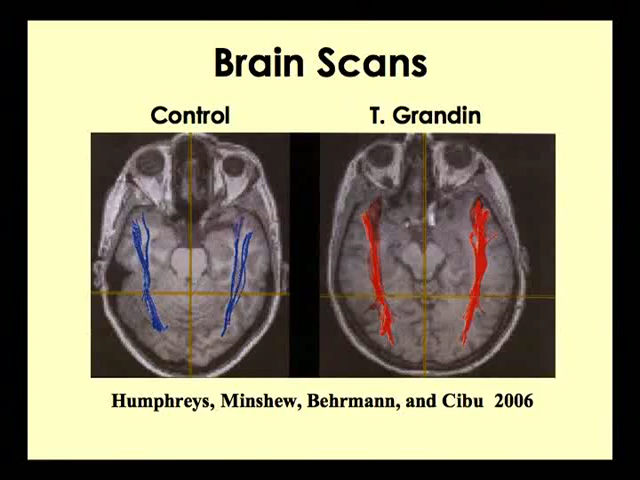 Brain Scans
Control T. Grandin
Humphreys, Minshew, Behrmann, and Cibu 2006